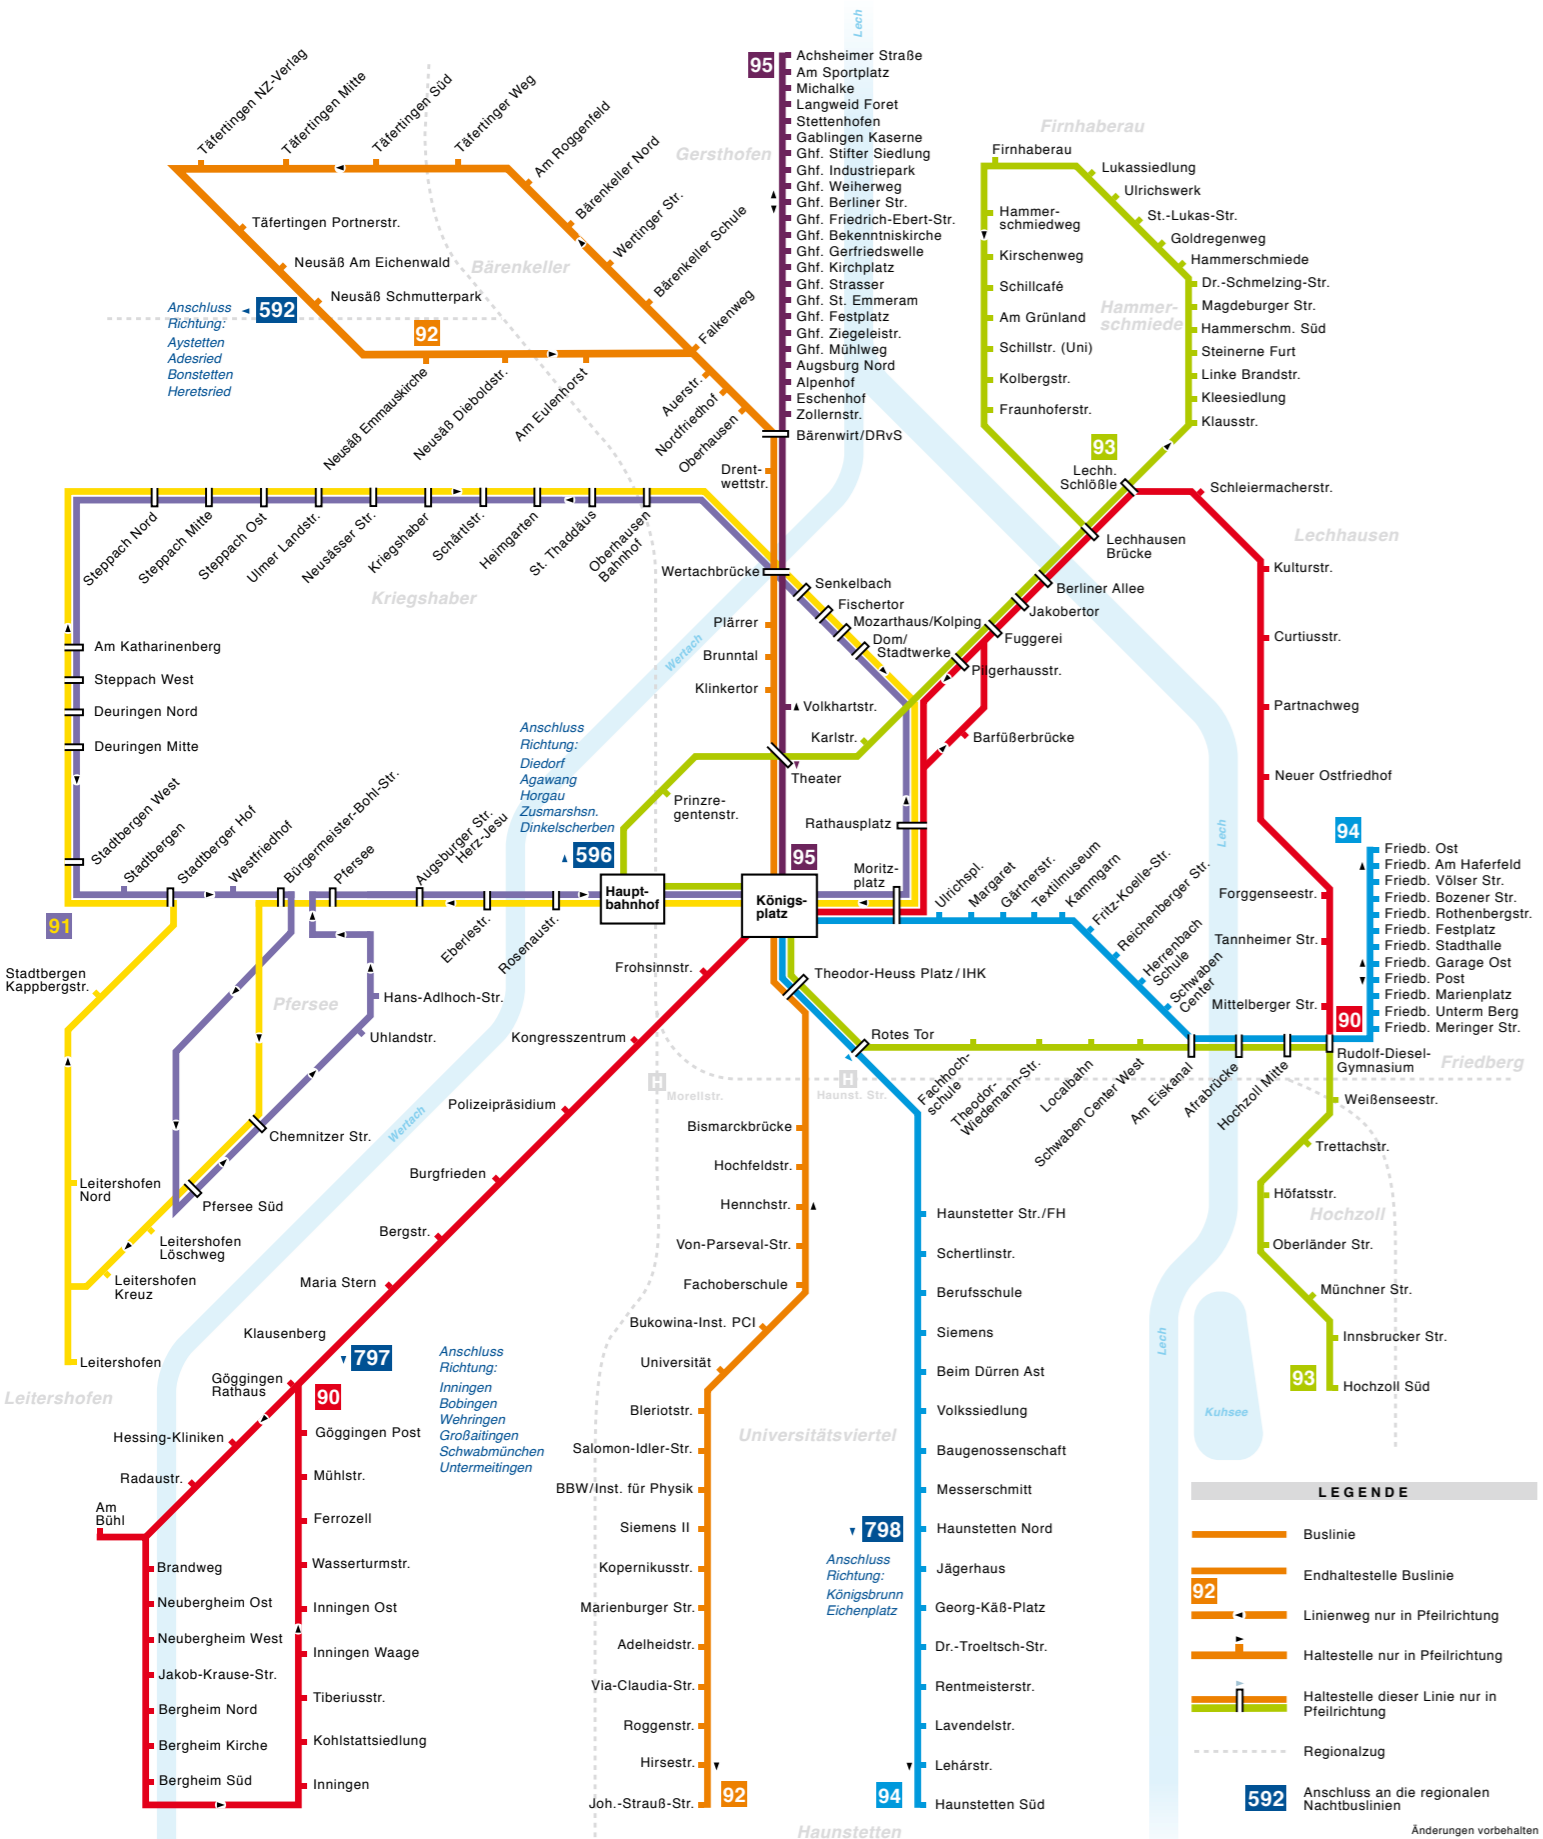 Lech
95
Achsheimer Straße
Am Sportplatz
Michalke
Langweid Foret
Stettenhofen
Gablingen Kaserne
Ghf. Stifter Siedlung
Ghf. Industriepark
Ghf. Weiherweg
Ghf. Berliner Str.
Ghf. Friedrich-Ebert-Str.
Ghf. Bekenntniskirche
Ghf. Gerfriedswelle
Ghf. Kirchplatz
Ghf. Strasser
Ghf. St. Emmeram
Ghf. Festplatz
Ghf. Ziegeleistr.
Ghf. Mühlweg
Augsburg Nord
Alpenhof
Eschenhof
Zollernstr.
Bärenwirt/DRvS
Gersthofen
Täfertingen NZ-Verlag
Täfertingen Mitte
Täfertingen Süd
Täfertinger Weg
Am Roggenfeld
Bärenkeller Nord
Wertinger Str.
Bärenkeller Schule
Falkenweg
Täfertingen Portnerstr.
Neusäß Am Eichenwald
Neusäß Schmutterpark
Bärenkeller
Anschluss
Richtung:
Aystetten
Adesried
Bonstetten
Heretsried
592
92
Neusäß Emmauskirche
Neusäß Dieboldstr.
Am Eulenhorst
Auerstr.
Nordfriedhof
Oberhausen
Drent-
wettstr.
Firnhaberau
Firnhaberau
Lukassiedlung
Ulrichswerk
St.-Lukas-Str.
Goldregenweg
Hammerschmiede
Dr.-Schmelzing-Str.
Magdeburger Str.
Hammerschm. Süd
Steinerne Furt
Linke Brandstr.
Kleesiedlung
Klausstr.
Hammer-
schmiedweg
Kirschenweg
Schillcafé
Am Grünland
Schillstr. (Uni)
Kolbergstr.
Fraunhoferstr.
Hammer-
schmiede
93
Lechh.
Schlößle
Schleiermacherstr.
Lechhausen
Lechhausen
Brücke
Berliner Allee
Jakobertor
Fuggerei
Pilgerhausstr.
Barfüßerbrücke
Kulturstr.
Curtiusstr.
Partnachweg
Neuer Ostfriedhof
Forggenseestr.
Tannheimer Str.
Mittelberger Str.
90
Steppach Nord
Steppach Mitte
Steppach Ost
Ulmer Landstr.
Neusässer Str.
Kriegshaber
Schärtlstr.
Heimgarten
St. Thaddäus
Oberhausen
Bahnhof
Kriegshaber
Wertachbrücke
Senkelbach
Fischertor
Mozarthaus/Kolping
Dom/
Stadtwerke
Wertach
Plärrer
Brunntal
Klinkertor
Volkhartstr.
Karlstr.
Theater
Prinzre-
gentenstr.
Rathausplatz
Moritz-
platz
Am Katharinenberg
Steppach West
Deuringen Nord
Deuringen Mitte
Stadtbergen West
Stadtbergen
Stadtberger Hof
Westfriedhof
Bürgermeister-Bohl-Str.
Pfersee
Augsburger Str.
Herz-Jesu
Eberlestr.
Rosenaustr.
Anschluss
Richtung:
Diedorf
Agawang
Horgau
Zusmarshsn.
Dinkelscherben
596
95
Haupt-
bahnhof
Königs-
platz
91
Stadtbergen
Kappbergstr.
Pfersee
Hans-Adlhoch-Str.
Uhlandstr.
Chemnitzer Str.
Pfersee Süd
Leitershofen
Löschweg
Leitershofen
Kreuz
Leitershofen
Nord
Leitershofen
Leitershofen
Wertach
Ulrichspl.
Margaret
Gärtnerstr.
Textilmuseum
Kammgarn
Fritz-Koelle-Str.
Reichenberger Str.
Herrenbach
Schule
Schwaben
Center
Lech
94
Friedb. Ost
Friedb. Am Haferfeld
Friedb. Völser Str.
Friedb. Bozener Str.
Friedb. Rothenbergstr.
Friedb. Festplatz
Friedb. Stadthalle
Friedb. Garage Ost
Friedb. Post
Friedb. Marienplatz
Friedb. Unterm Berg
Friedb. Meringer Str.
Rudolf-Diesel-
Gymnasium
Friedberg
Theodor-Heuss Platz/IHK
Rotes Tor
Fachhoch-
schule
Theodor-
Wiedemann-Str.
Localbahn
Schwaben Center West
Am Eiskanal
Afrabrücke
Hochzoll Mitte
H
Morellstr.
H
Haunst. Str.
Weißenseestr.
Trettachstr.
Höfatsstr.
Hochzoll
Oberländer Str.
Münchner Str.
Innsbrucker Str.
93
Hochzoll Süd
Lech
Kuhsee
Frohsinnstr.
Kongresszentrum
Polizeipräsidium
Burgfrieden
Bergstr.
Maria Stern
Klausenberg
797
Göggingen
Rathaus
90
Anschluss
Richtung:
Inningen
Bobingen
Wehringen
Großaitingen
Schwabmünchen
Untermeitingen
Hessing-Kliniken
Radaustr.
Am
Bühl
Brandweg
Neubergheim Ost
Neubergheim West
Jakob-Krause-Str.
Bergheim Nord
Bergheim Kirche
Bergheim Süd
Göggingen Post
Mühlstr.
Ferrozell
Wasserturmstr.
Inningen Ost
Inningen Waage
Tiberiusstr.
Kohlstattsiedlung
Inningen
Bismarckbrücke
Hochfeldstr.
Hennchstr.
Von-Parseval-Str.
Fachoberschule
Bukowina-Inst. PCI
Universität
Bleriotstr.
Salomon-Idler-Str.
BBW/Inst. für Physik
Siemens II
Kopernikusstr.
Marienburger Str.
Adelheidstr.
Via-Claudia-Str.
Roggenstr.
Hirsestr.
Joh.-Strauß-Str.
92
Universitätsviertel
Haunstetter Str./FH
Schertlinstr.
Berufsschule
Siemens
Beim Dürren Ast
Volkssiedlung
Baugenossenschaft
Messerschmitt
Haunstetten Nord
Jägerhaus
Georg-Käß-Platz
Dr.-Troeltsch-Str.
Rentmeisterstr.
Lavendelstr.
Lehárstr.
Haunstetten Süd
798
Anschluss
Richtung:
Königsbrunn
Eichenplatz
94
Haunstetten
LEGENDE
Buslinie
Endhaltestelle Buslinie
92
Linienweg nur in Pfeilrichtung
Haltestelle nur in Pfeilrichtung
Haltestelle dieser Linie nur in
Pfeilrichtung
Regionalzug
592
Anschluss an die regionalen
Nachtbuslinien
Änderungen vorbehalten